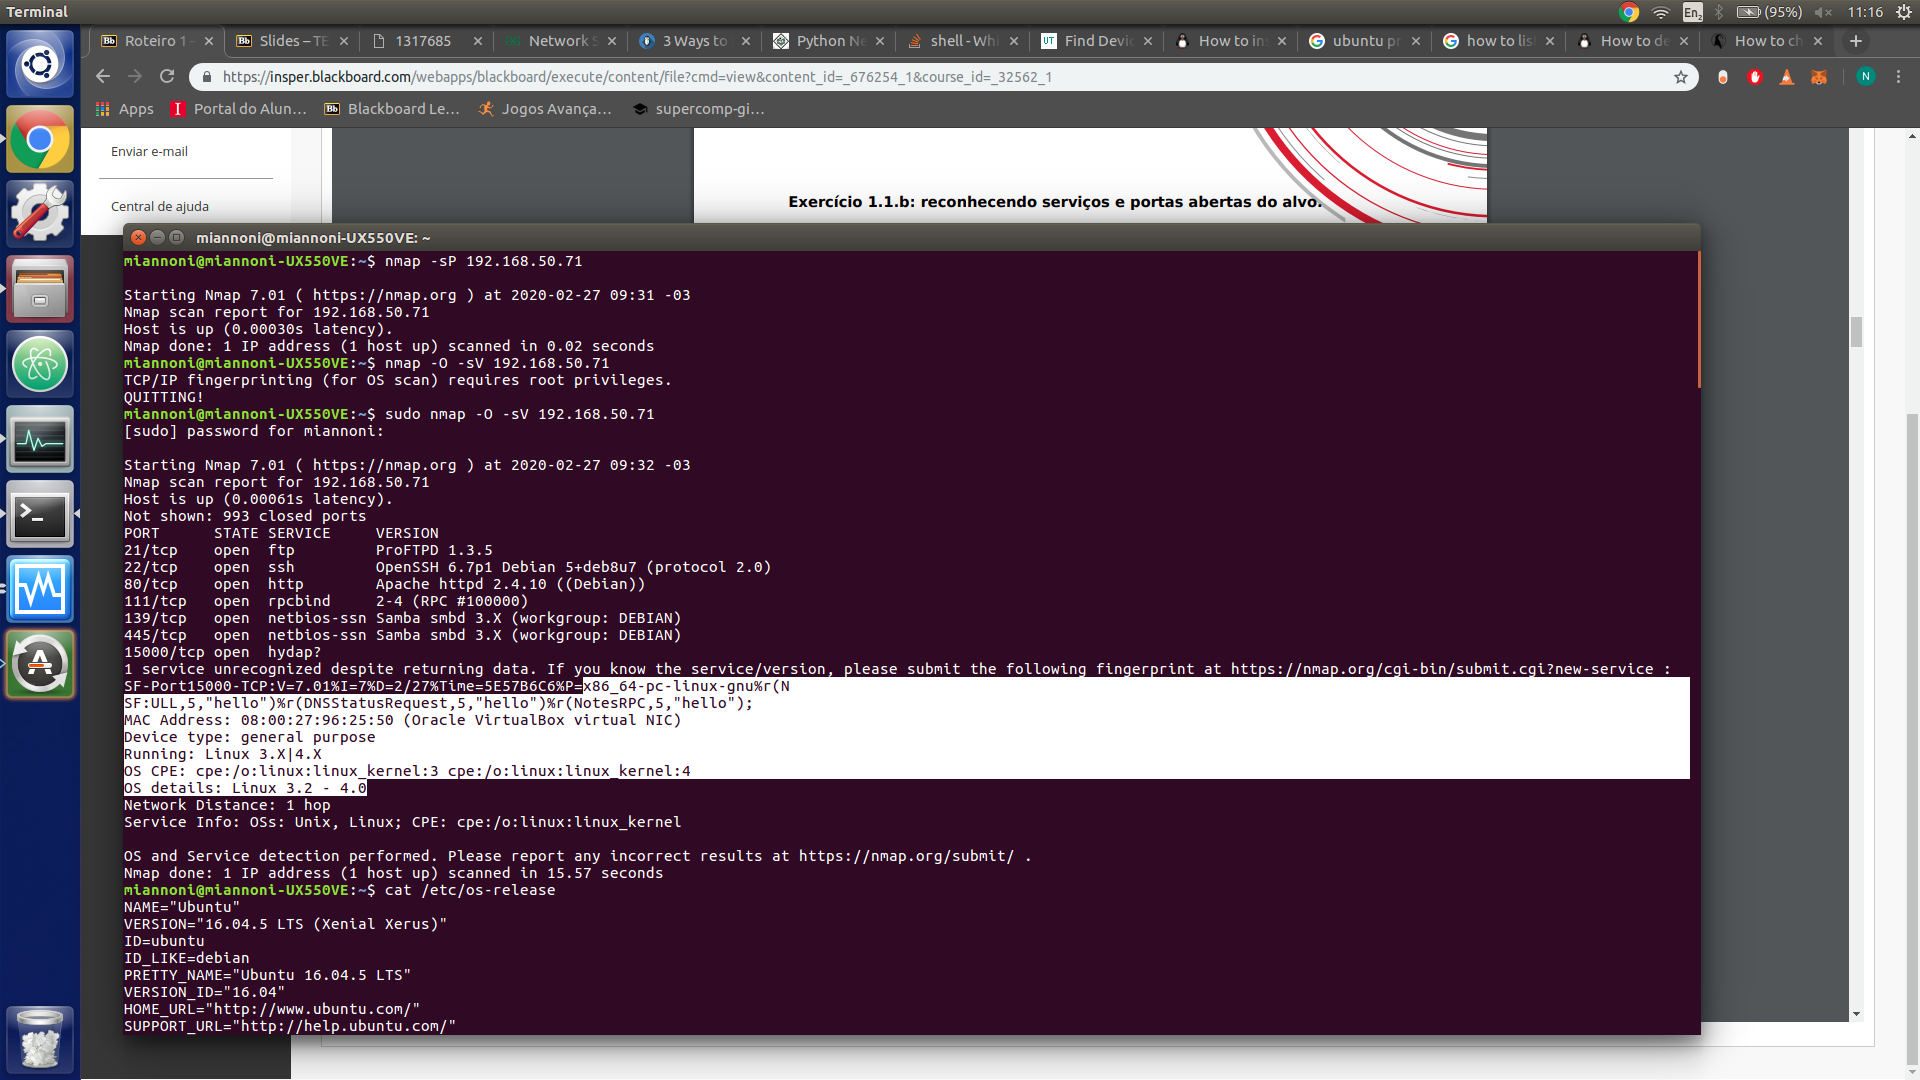 Terminal
En2
(95%)
11:16
Roteiro 1 -
Slides – TE
1317685
Network S
3 Ways to
Python Ne
shell - Whi
Find Devic
How to in
ubuntu pr
how to lis
How to de
How to ch
https://insper.blackboard.com/webapps/blackboard/execute/content/file?cmd=view&content_id=_676254_1&course_id=_32562_1
N
Apps
Portal do Alun...
Blackboard Le...
Jogos Avança...
supercomp-gi...
Enviar e-mail
Central de ajuda
Exercício 1.1.b: reconhecendo serviços e portas abertas do alvo.
miannoni@miannoni-UX550VE: ~
miannoni@miannoni-UX550VE:~$ nmap -sP 192.168.50.71
Starting Nmap 7.01 ( https://nmap.org ) at 2020-02-27 09:31 -03
Nmap scan report for 192.168.50.71
Host is up (0.00030s latency).
Nmap done: 1 IP address (1 host up) scanned in 0.02 seconds
miannoni@miannoni-UX550VE:~$ nmap -O -sV 192.168.50.71
TCP/IP fingerprinting (for OS scan) requires root privileges.
QUITTING!
miannoni@miannoni-UX550VE:~$ sudo nmap -O -sV 192.168.50.71
[sudo] password for miannoni:
Starting Nmap 7.01 ( https://nmap.org ) at 2020-02-27 09:32 -03
Nmap scan report for 192.168.50.71
Host is up (0.00061s latency).
Not shown: 993 closed ports
PORT      STATE SERVICE     VERSION
21/tcp    open  ftp         ProFTPD 1.3.5
22/tcp    open  ssh         OpenSSH 6.7p1 Debian 5+deb8u7 (protocol 2.0)
80/tcp    open  http        Apache httpd 2.4.10 ((Debian))
111/tcp   open  rpcbind     2-4 (RPC #100000)
139/tcp   open  netbios-ssn Samba smbd 3.X (workgroup: DEBIAN)
445/tcp   open  netbios-ssn Samba smbd 3.X (workgroup: DEBIAN)
15000/tcp open  hydap?
1 service unrecognized despite returning data. If you know the service/version, please submit the following fingerprint at https://nmap.org/cgi-bin/submit.cgi?new-service :
SF-Port15000-TCP:V=7.01%I=7%D=2/27%Time=5E57B6C6%P=x86_64-pc-linux-gnu%r(N
SF:ULL,5,"hello")%r(DNSStatusRequest,5,"hello")%r(NotesRPC,5,"hello");
MAC Address: 08:00:27:96:25:50 (Oracle VirtualBox virtual NIC)
Device type: general purpose
Running: Linux 3.X|4.X
OS CPE: cpe:/o:linux:linux_kernel:3 cpe:/o:linux:linux_kernel:4
OS details: Linux 3.2 - 4.0
Network Distance: 1 hop
Service Info: OSs: Unix, Linux; CPE: cpe:/o:linux:linux_kernel
OS and Service detection performed. Please report any incorrect results at https://nmap.org/submit/ .
Nmap done: 1 IP address (1 host up) scanned in 15.57 seconds
miannoni@miannoni-UX550VE:~$ cat /etc/os-release
NAME="Ubuntu"
VERSION="16.04.5 LTS (Xenial Xerus)"
ID=ubuntu
ID_LIKE=debian
PRETTY_NAME="Ubuntu 16.04.5 LTS"
VERSION_ID="16.04"
HOME_URL="http://www.ubuntu.com/"
SUPPORT_URL="http://help.ubuntu.com/"